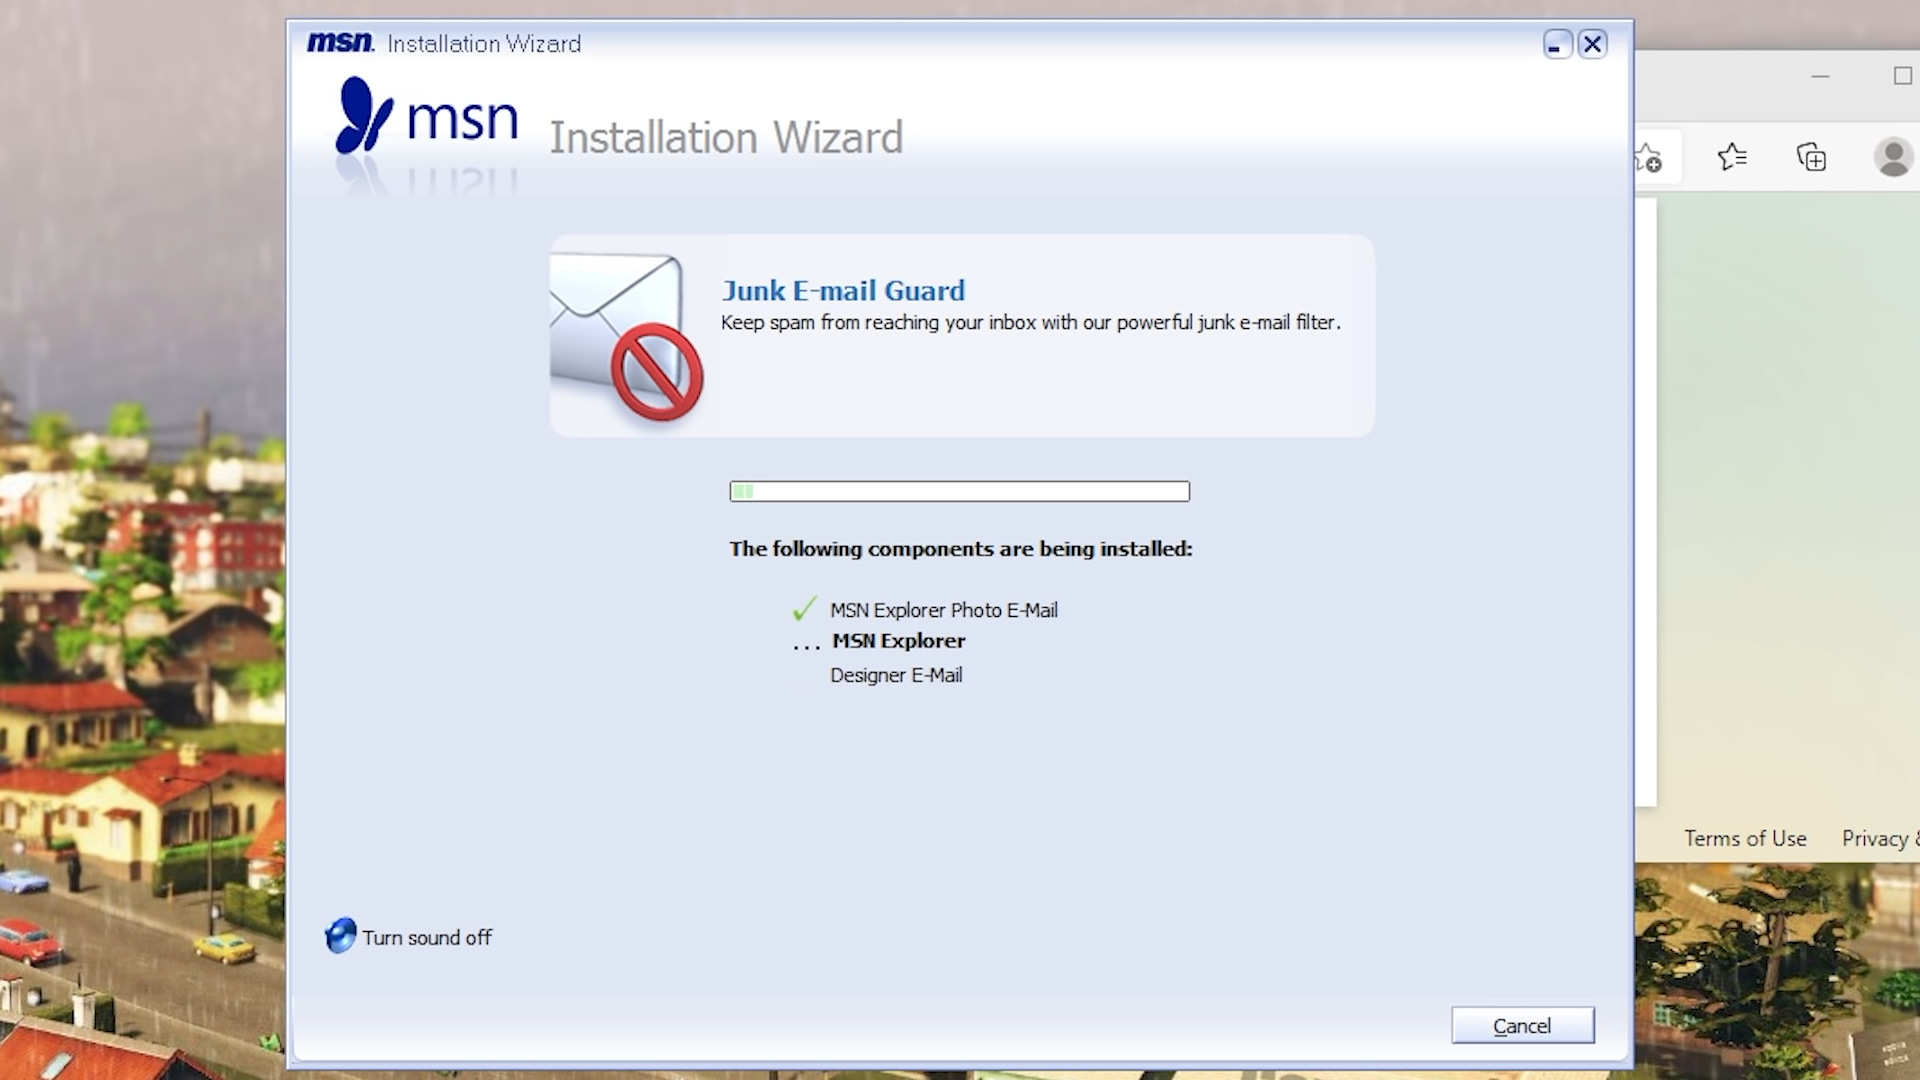 msn. Installation Wizard
msn Installation Wizard
Junk E-mail Guard
Keep spam from reaching your inbox with our powerful junk e-mail filter.
The following components are being installed:
MSN Explorer Photo E-Mail
... MSN Explorer
Designer E-Mail
Turn sound off
Cancel
Terms of Use Privacy &